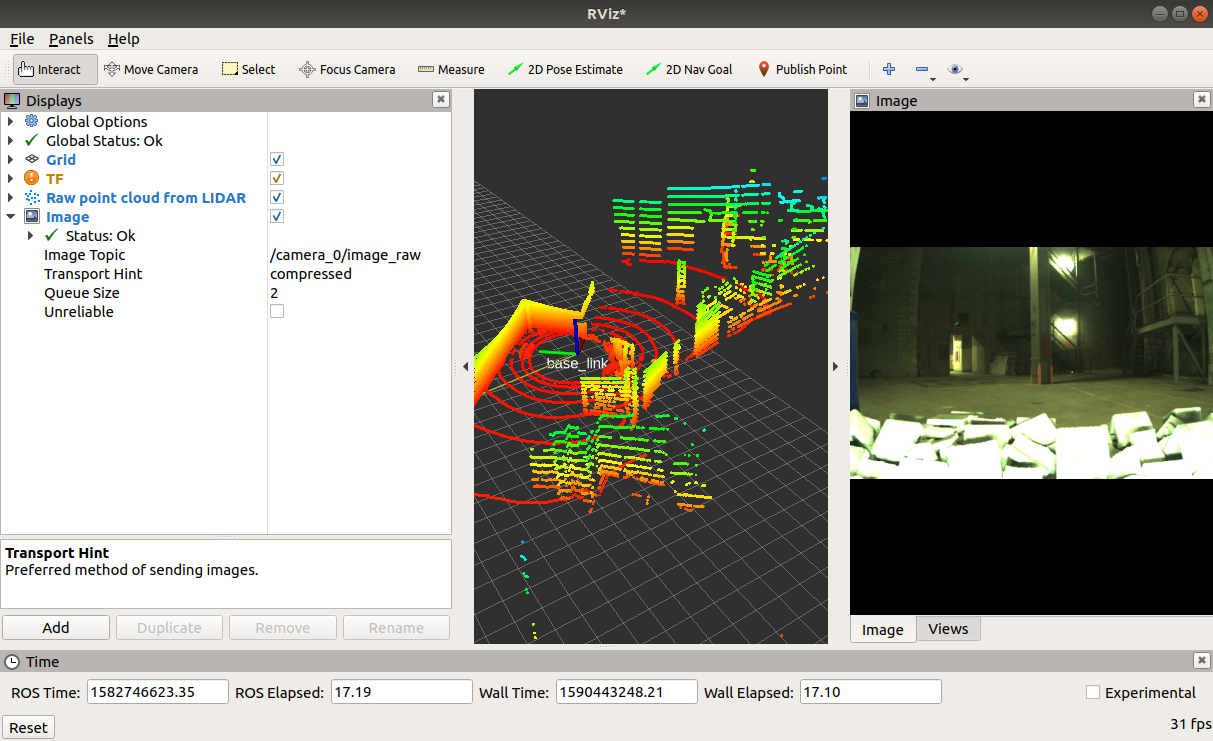 RViz*
File Panels Help
Interact Move Camera Select Focus Camera Measure 2D Pose Estimate 2D Nav Goal Publish Point
Displays
Global Options
Global Status: Ok
Grid
TF
Raw point cloud from LIDAR
Image
Status: Ok
Image Topic /camera_0/image_raw
Transport Hint compressed
Queue Size 2
Unreliable
Transport Hint
Preferred method of sending images.
Add Duplicate Remove Rename
base_link
Image
Image Views
Time
ROS Time: 1582746623.35 ROS Elapsed: 17.19 Wall Time: 1590443248.21 Wall Elapsed: 17.10 Experimental
Reset 31 fps